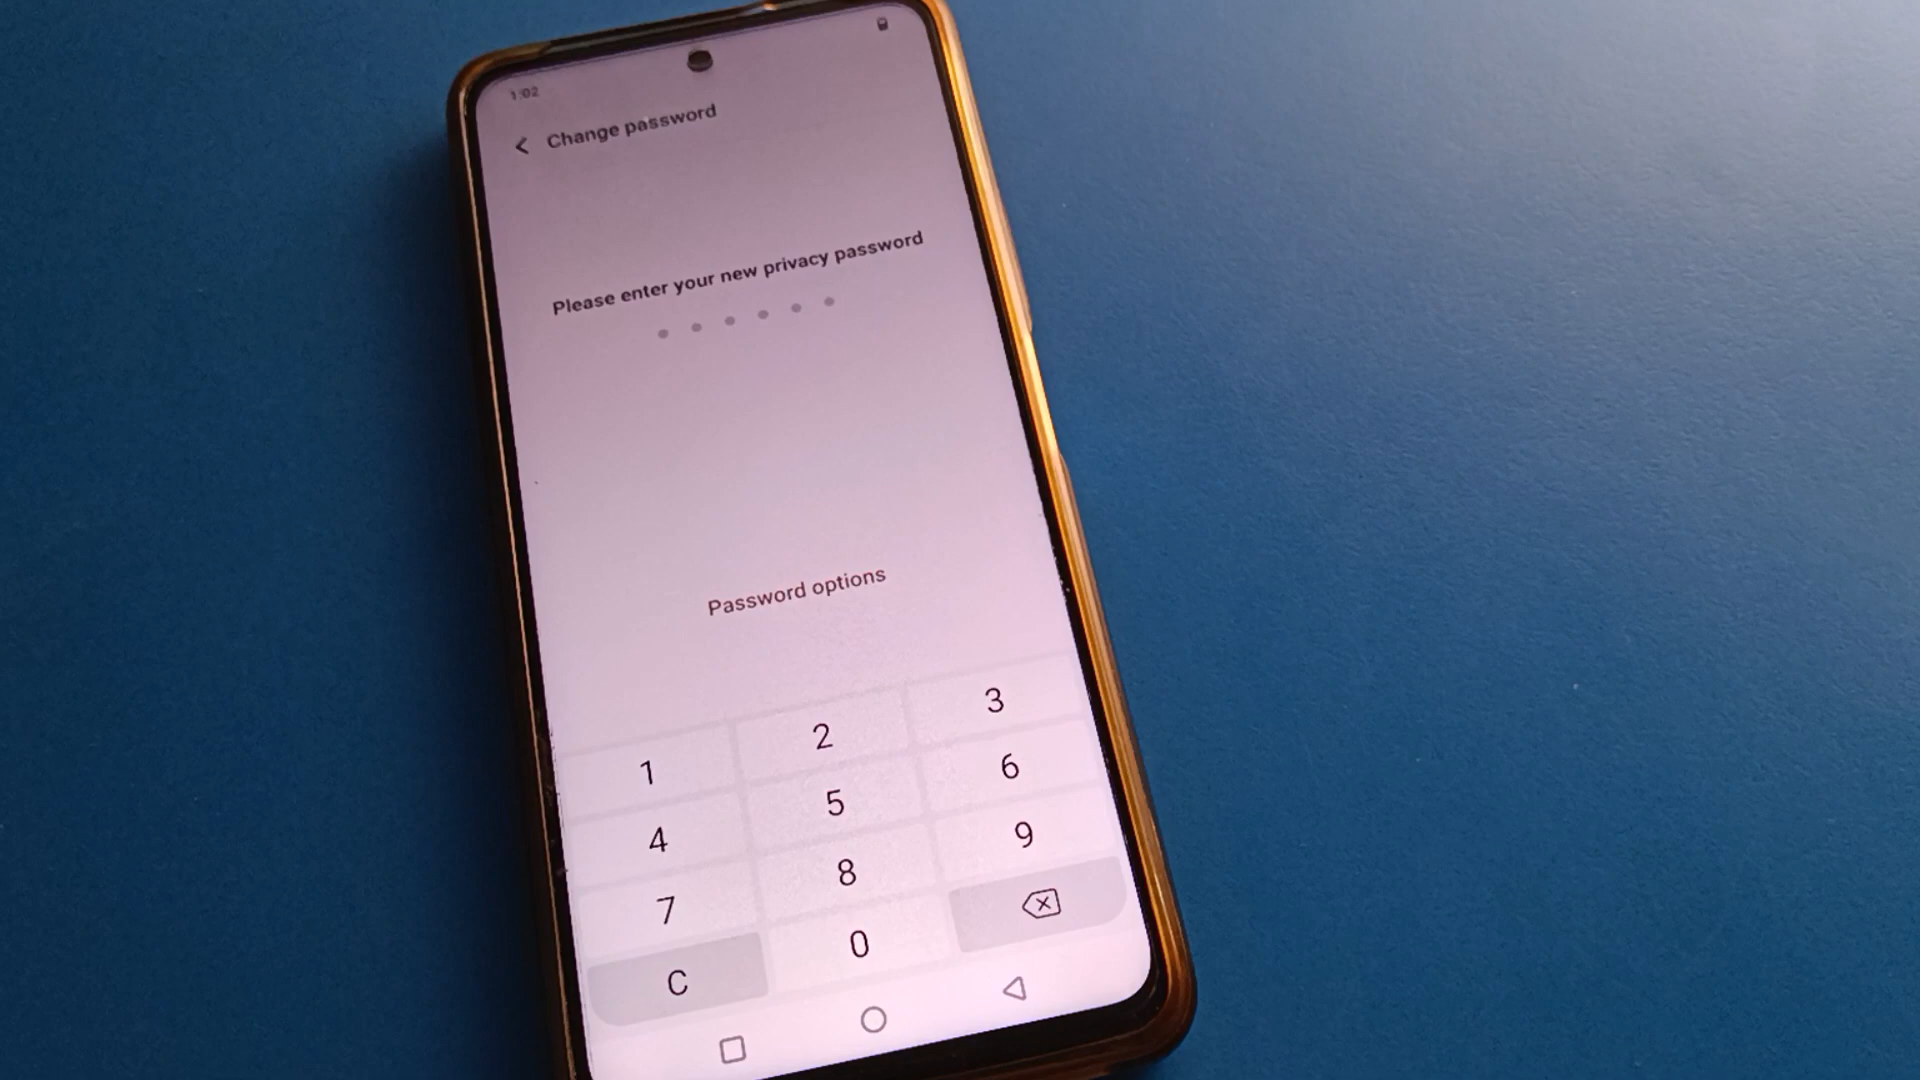 1:02
Change password
Please enter your new privacy password
Password options
1 2 3
4 5 6
7 8 9
C 0